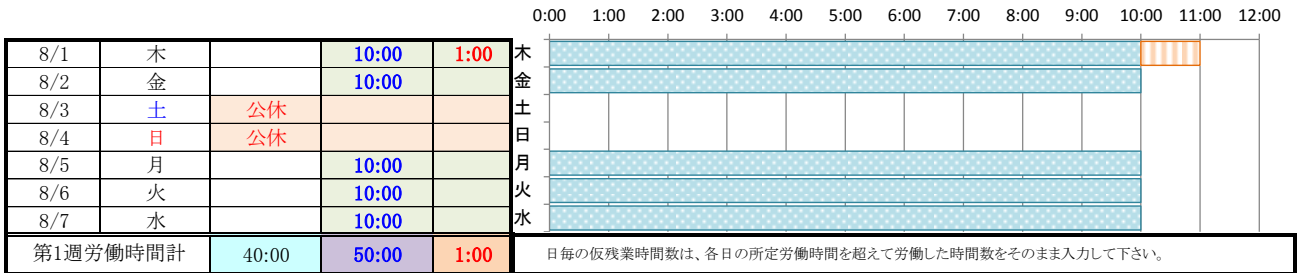 0:00 1:00 2:00 3:00 4:00 5:00 6:00 7:00 8:00 9:00 10:00 11:00 12:00
8/1 木 10:00 1:00 木
8/2 金 10:00 金
8/3 土 公休 土
8/4 日 公休 日
8/5 月 10:00 月
8/6 火 10:00 火
8/7 水 10:00 水
第1週労働時間計 40:00 50:00 1:00 日毎の仮残業時間数は、各日の所定労働時間を超えて労働した時間数をそのまま入力して下さい。